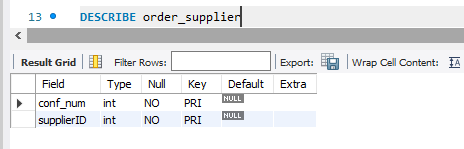 13 DESCRIBE order_supplier
Result Grid Filter Rows: Export: Wrap Cell Content: IA
Field Type Null Key Default Extra
conf_num int NO PRI NULL
supplierID int NO PRI NULL